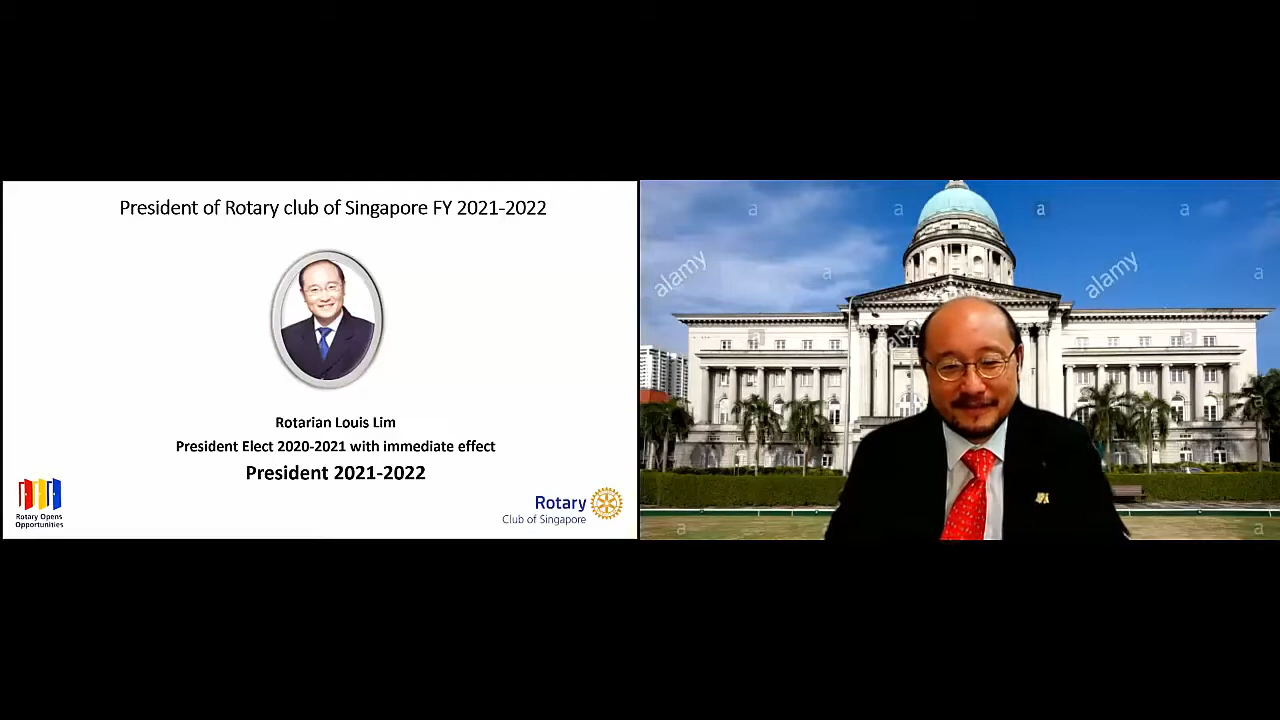 President of Rotary club of Singapore FY 2021-2022
Rotarian Louis Lim
President Elect 2020-2021 with immediate effect
President 2021-2022
Rotary Opens
Opportunities
Rotary
Club of Singapore
a
a
a
a
alamy
a
alamy
a
a
a
alamy
a
a
a